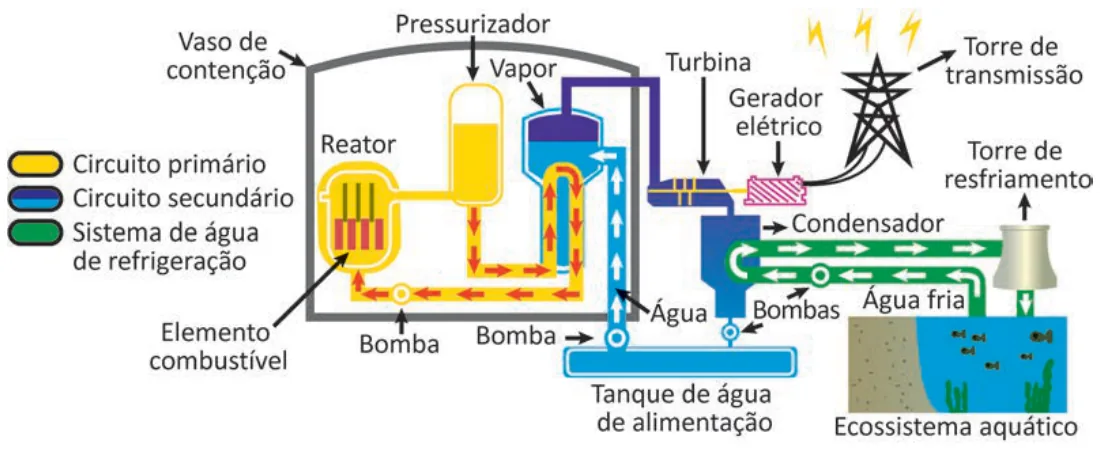 Pressurizador
Vaso de
contenção
Vapor
Turbina
Torre de
transmissão
Gerador
elétrico
Reator
Torre de
resfriamento
Circuito primário
Circuito secundário
Sistema de água
de refrigeração
Condensador
Elemento
combustível
Bomba
Bomba
Água
Bombas
Água fria
Tanque de água
de alimentação
Ecossistema aquático